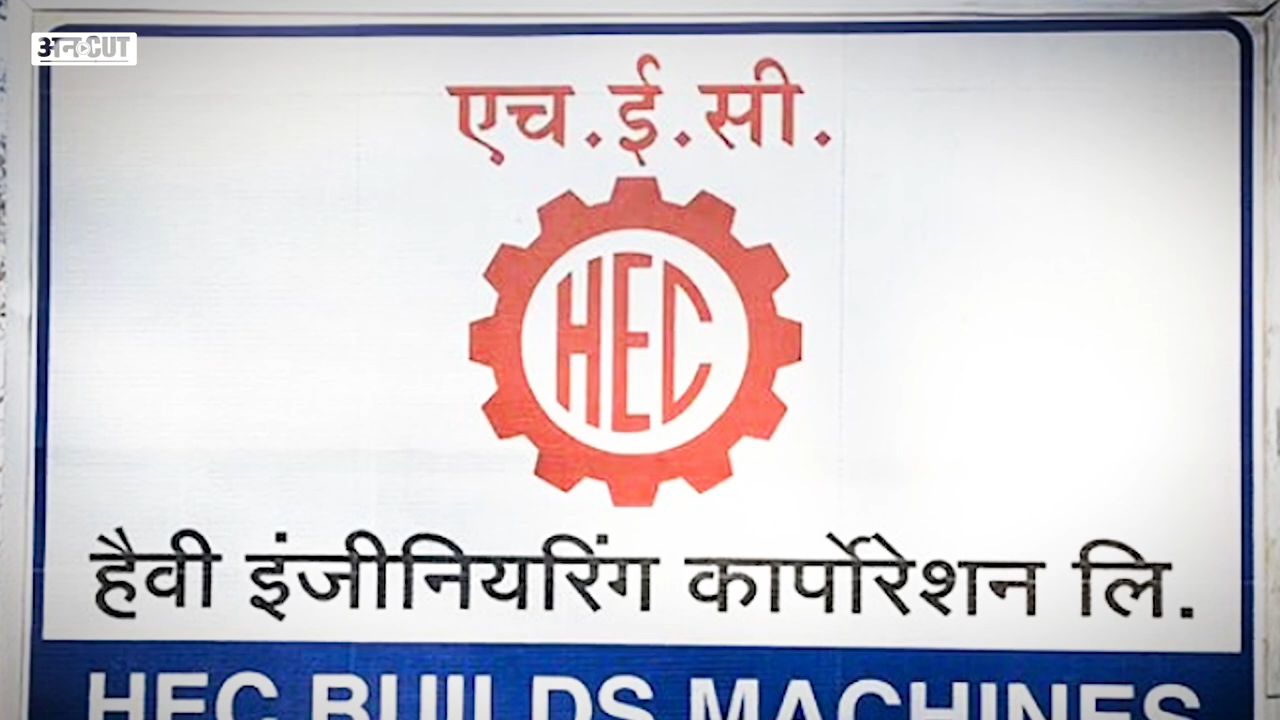 अनCUT
एच.ई.सी.
HEC
हैवी इंजीनियरिंग कार्पोरेशन लि.
HEC BUILDS MACHINES